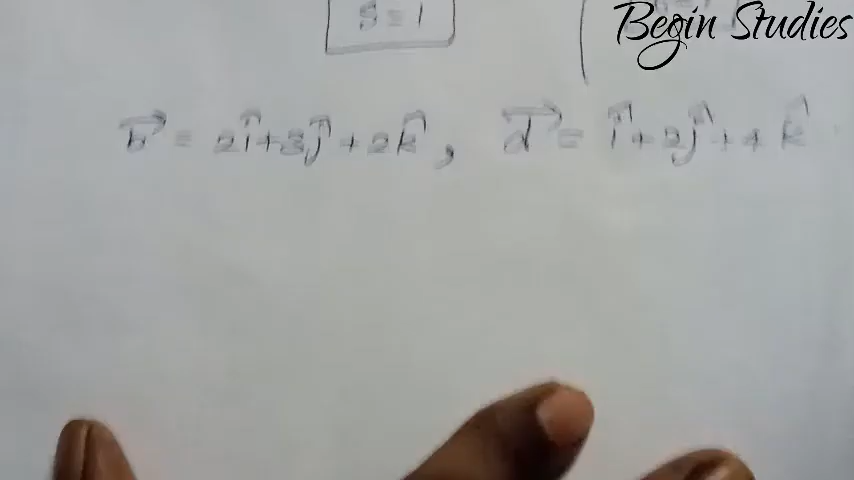 S = 1
Begin Studies
b⃗ = 2î+3ĵ+2k̂, d⃗ = î+2ĵ+4k̂